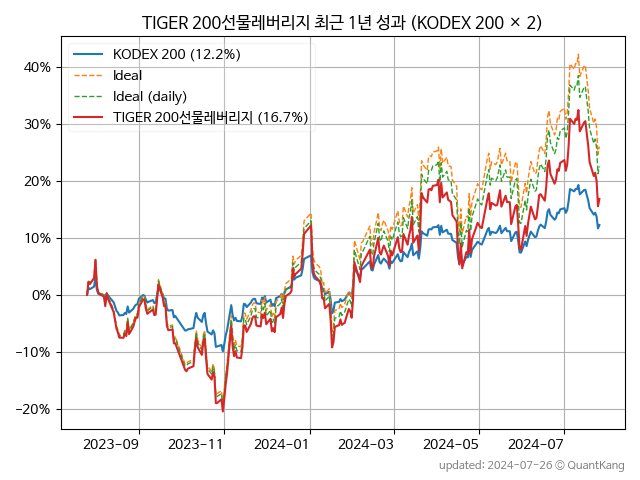 TIGER 200선물레버리지 최근 1년 성과 (KODEX 200 × 2)
KODEX 200 (12.2%)
Ideal
Ideal (daily)
TIGER 200선물레버리지 (16.7%)
40%
30%
20%
10%
0%
−10%
−20%
2023−09
2023−11
2024−01
2024−03
2024−05
2024−07
updated: 2024-07-26 © QuantKang